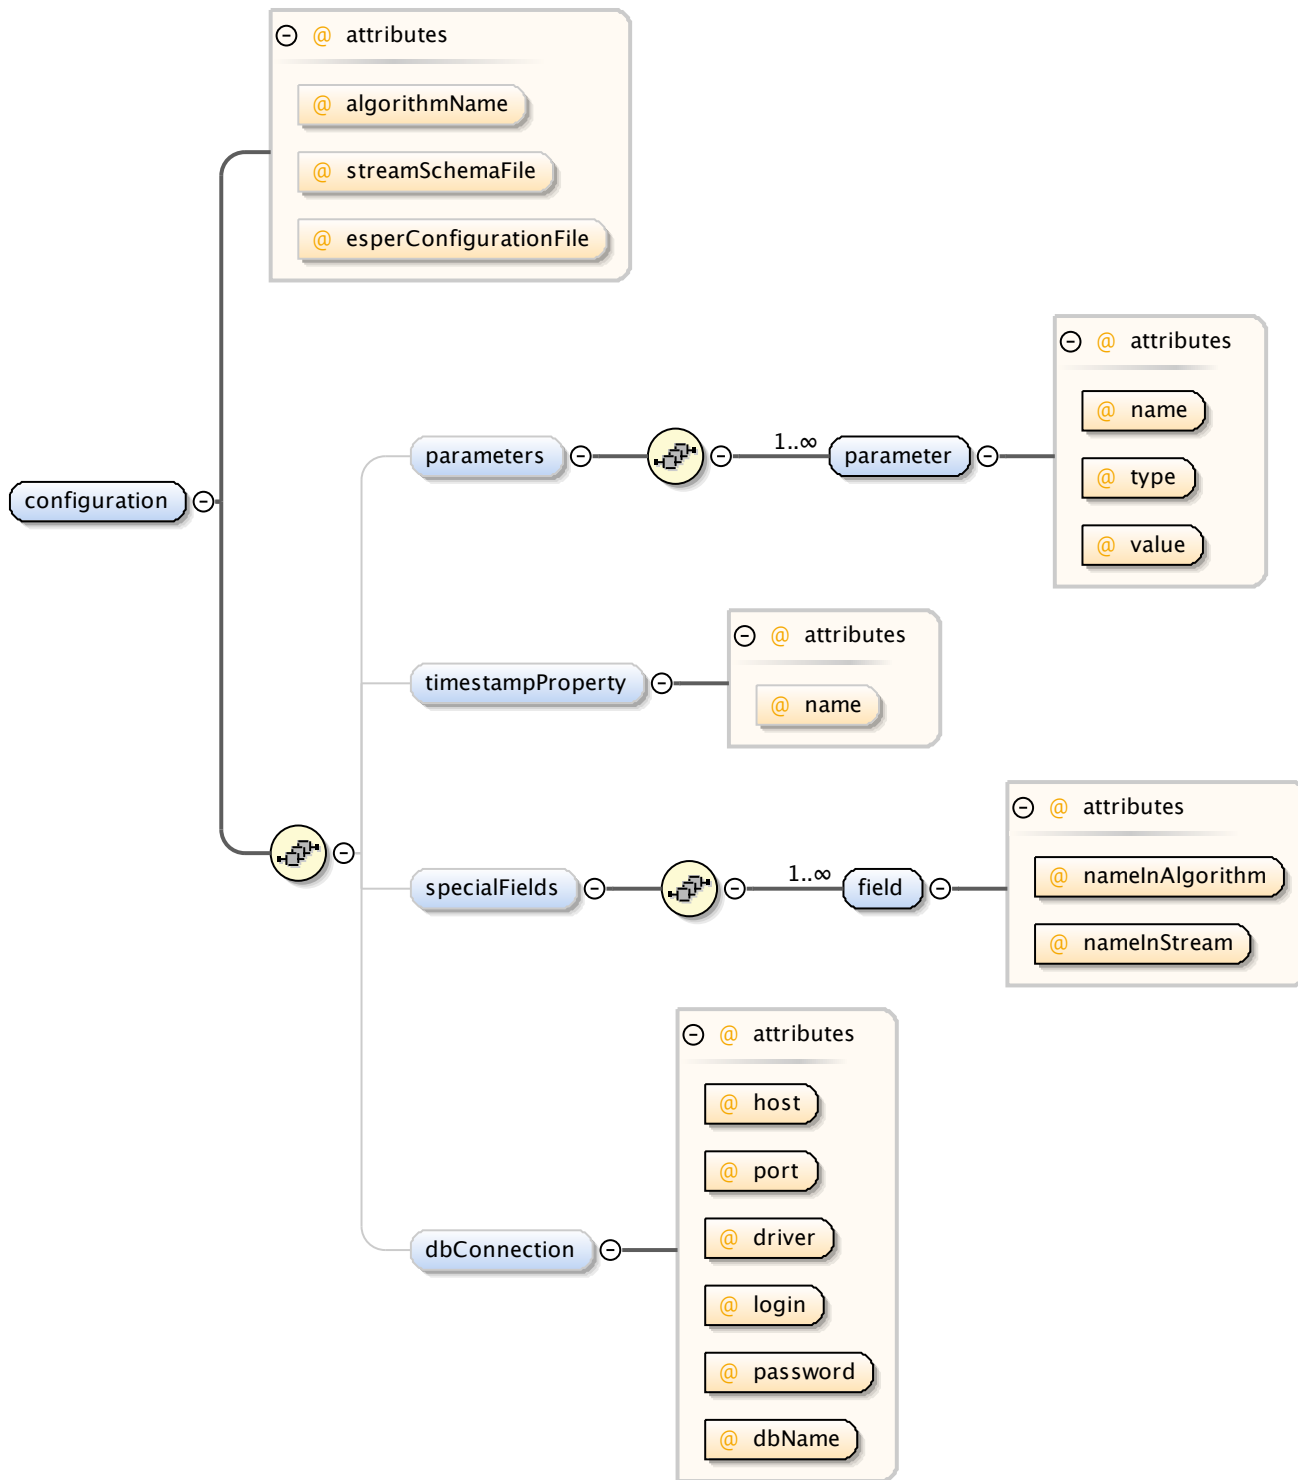 @ attributes
@ algorithmName
@ streamSchemaFile
@ esperConfigurationFile
configuration
parameters
1..∞
parameter
@ attributes
@ name
@ type
@ value
timestampProperty
@ attributes
@ name
specialFields
1..∞
field
@ attributes
@ nameInAlgorithm
@ nameInStream
dbConnection
@ attributes
@ host
@ port
@ driver
@ login
@ password
@ dbName